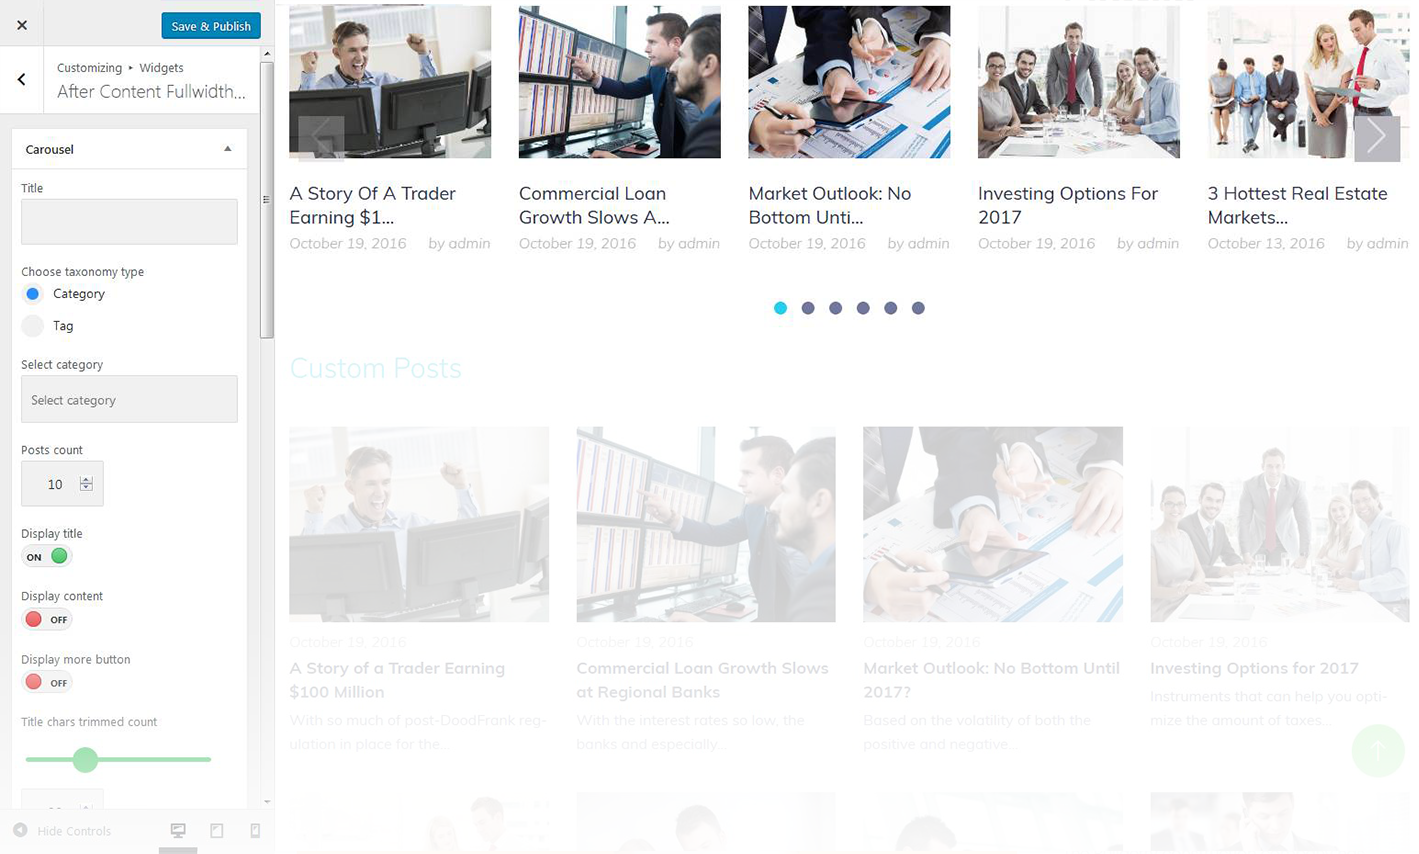 Save & Publish
Customizing ▸ Widgets
After Content Fullwidth...
Carousel
Title
Choose taxonomy type
Category
Tag
Select category
Select category
Posts count
10
Display title
ON
Display content
OFF
Display more button
OFF
Title chars trimmed count
Hide Controls
A Story Of A Trader
Earning $1...
October 19, 2016 by admin
Commercial Loan
Growth Slows A...
October 19, 2016 by admin
Market Outlook: No
Bottom Unti...
October 19, 2016 by admin
Investing Options For
2017
October 19, 2016 by admin
3 Hottest Real Estate
Markets...
October 13, 2016 by admin
Custom Posts
October 19, 2016
A Story of a Trader Earning
$100 Million
With so much of post-DoodFrank reg-
ulation in place for the...
October 19, 2016
Commercial Loan Growth Slows
at Regional Banks
With the interest rates so low, the
banks and especially...
October 19, 2016
Market Outlook: No Bottom Until
2017?
Based on the volatility of both the
positive and negative...
October 19, 2016
Investing Options for 2017
Instruments that can help you opti-
mize the amount of taxes...